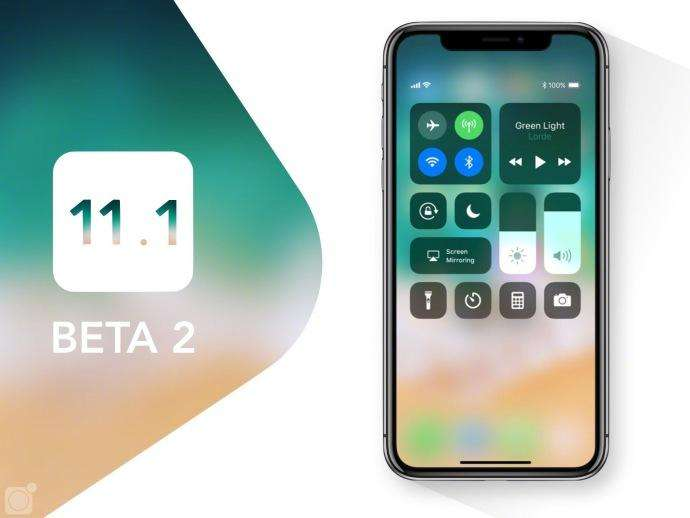 11.1
BETA 2
100%
Green Light
Lorde
Screen
Mirroring